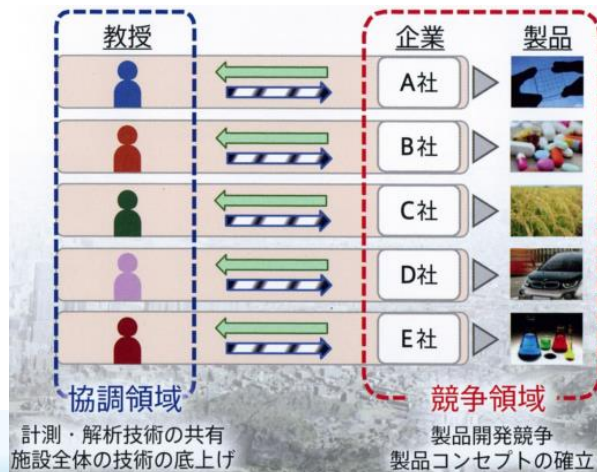 教授
企業
製品
A社
B社
C社
D社
E社
協調領域
競争領域
計測・解析技術の共有
施設全体の技術の底上げ
製品開発競争
製品コンセプトの確立